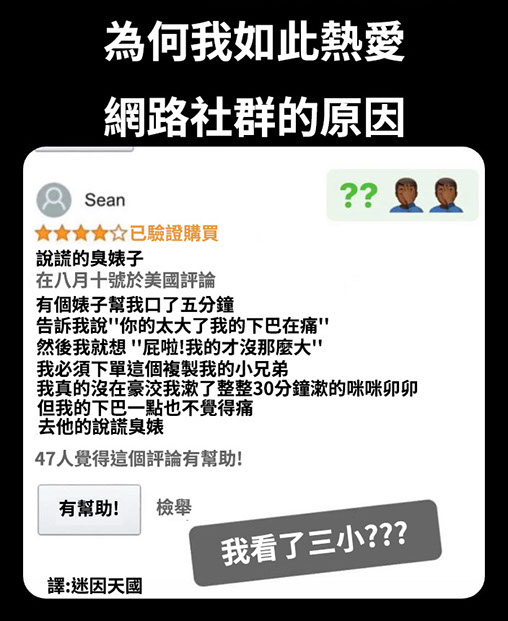 為何我如此熱愛
網路社群的原因
Sean
??
已驗證購買
說謊的臭婊子
在八月十號於美國評論
有個婊子幫我口了五分鐘
告訴我說''你的太大了我的下巴在痛''
然後我就想 ''屁啦!我的才沒那麼大''
我必須下單這個複製我的小兄弟
我真的沒在豪洨我漱了整整30分鐘漱的咪咪卯卯
但我的下巴一點也不覺得痛
去他的說謊臭婊
47人覺得這個評論有幫助!
有幫助!
檢舉
我看了三小???
譯:迷因天國